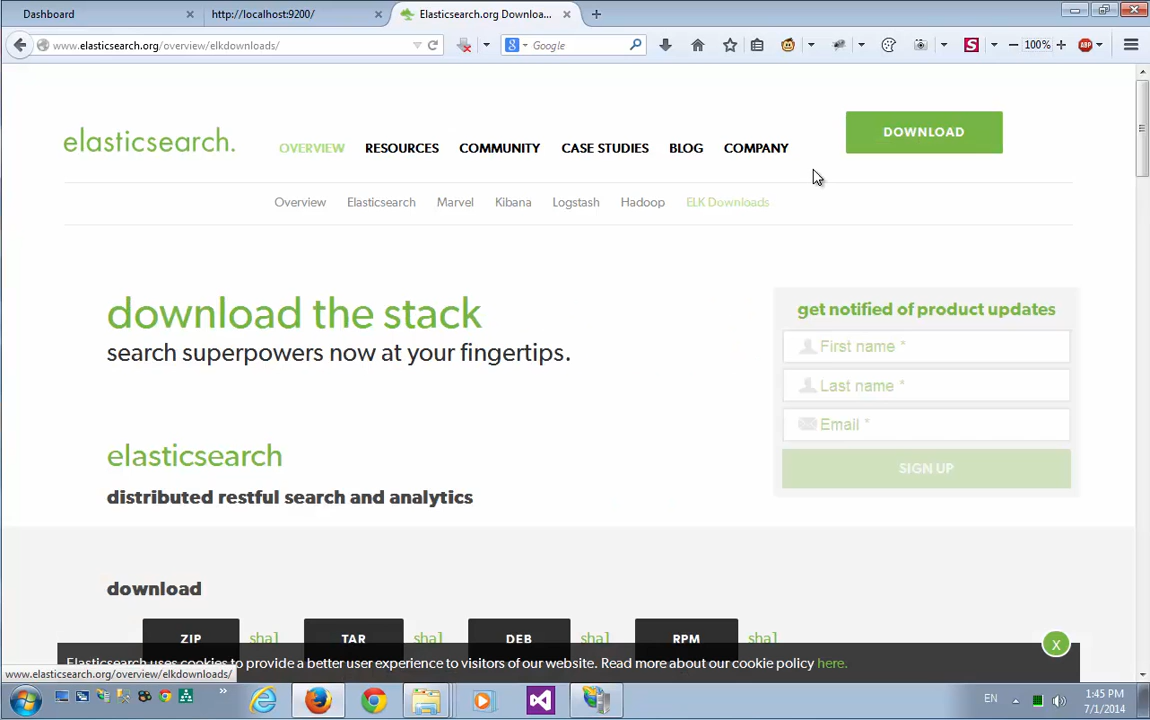 Dashboard
http://localhost:9200/
Elasticsearch.org Downloa...
www.elasticsearch.org/overview/elkdownloads/
Google
100%
ABP
elasticsearch.
OVERVIEW
RESOURCES
COMMUNITY
CASE STUDIES
BLOG
COMPANY
DOWNLOAD
Overview
Elasticsearch
Marvel
Kibana
Logstash
Hadoop
ELK Downloads
download the stack
search superpowers now at your fingertips.
get notified of product updates
First name *
Last name *
Email *
SIGN UP
elasticsearch
distributed restful search and analytics
download
ZIP
sha1
TAR
sha1
DEB
sha1
RPM
sha1
Elasticsearch uses cookies to provide a better user experience to visitors of our website. Read more about our cookie policy here.
X
www.elasticsearch.org/overview/elkdownloads/
EN
1:45 PM
7/1/2014